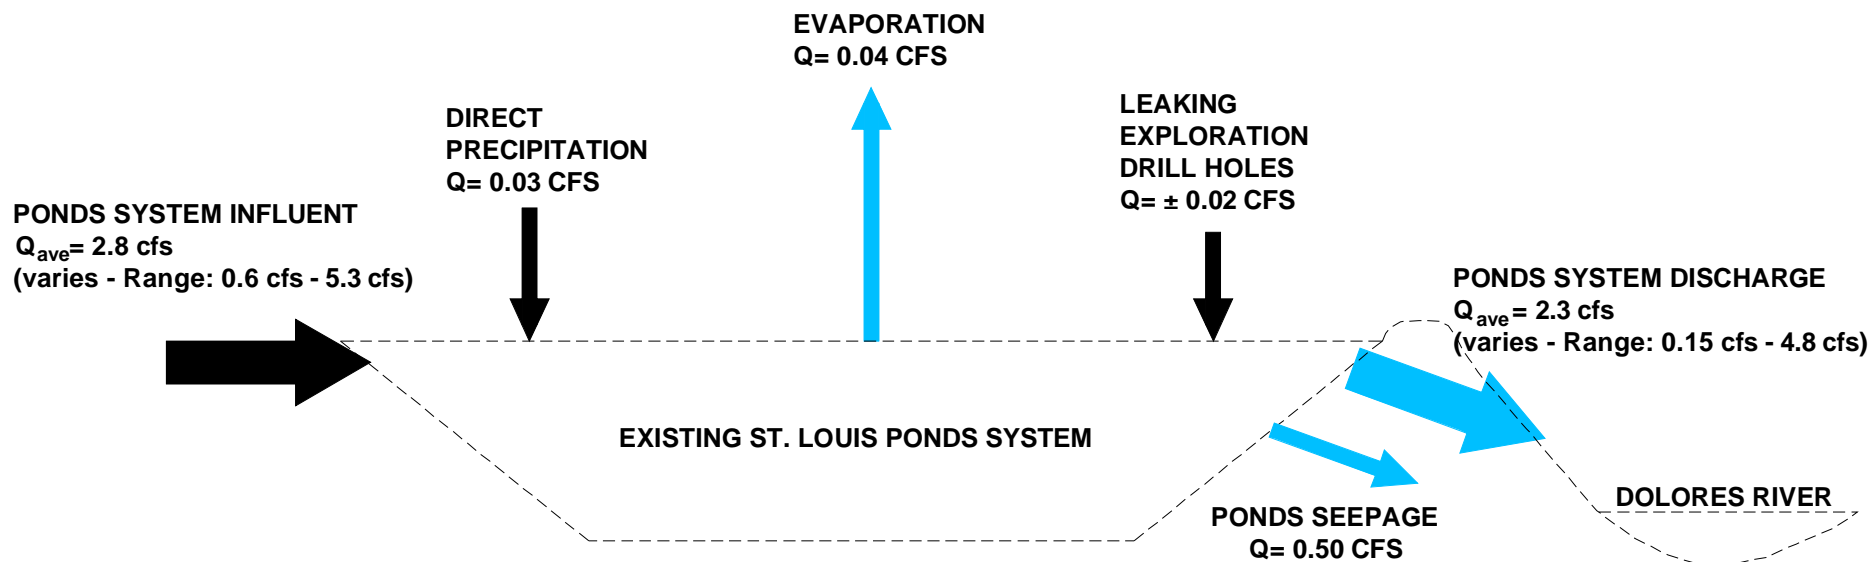 EVAPORATION
Q= 0.04 CFS
DIRECT
PRECIPITATION
Q= 0.03 CFS
LEAKING
EXPLORATION
DRILL HOLES
Q= ± 0.02 CFS
PONDS SYSTEM INFLUENT
Qave= 2.8 cfs
(varies - Range: 0.6 cfs - 5.3 cfs)
PONDS SYSTEM DISCHARGE
Qave = 2.3 cfs
(varies - Range: 0.15 cfs - 4.8 cfs)
EXISTING ST. LOUIS PONDS SYSTEM
PONDS SEEPAGE
Q= 0.50 CFS
DOLORES RIVER